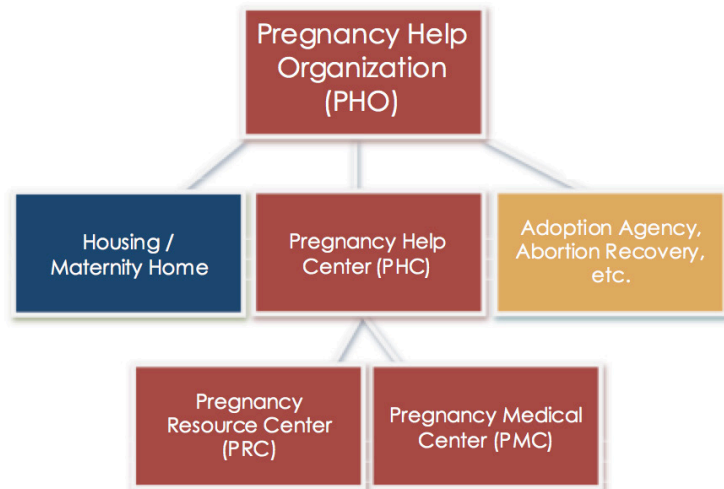 Pregnancy Help
Organization
(PHO)
Housing /
Maternity Home
Pregnancy Help
Center (PHC)
Adoption Agency,
Abortion Recovery,
etc.
Pregnancy
Resource Center
(PRC)
Pregnancy Medical
Center (PMC)